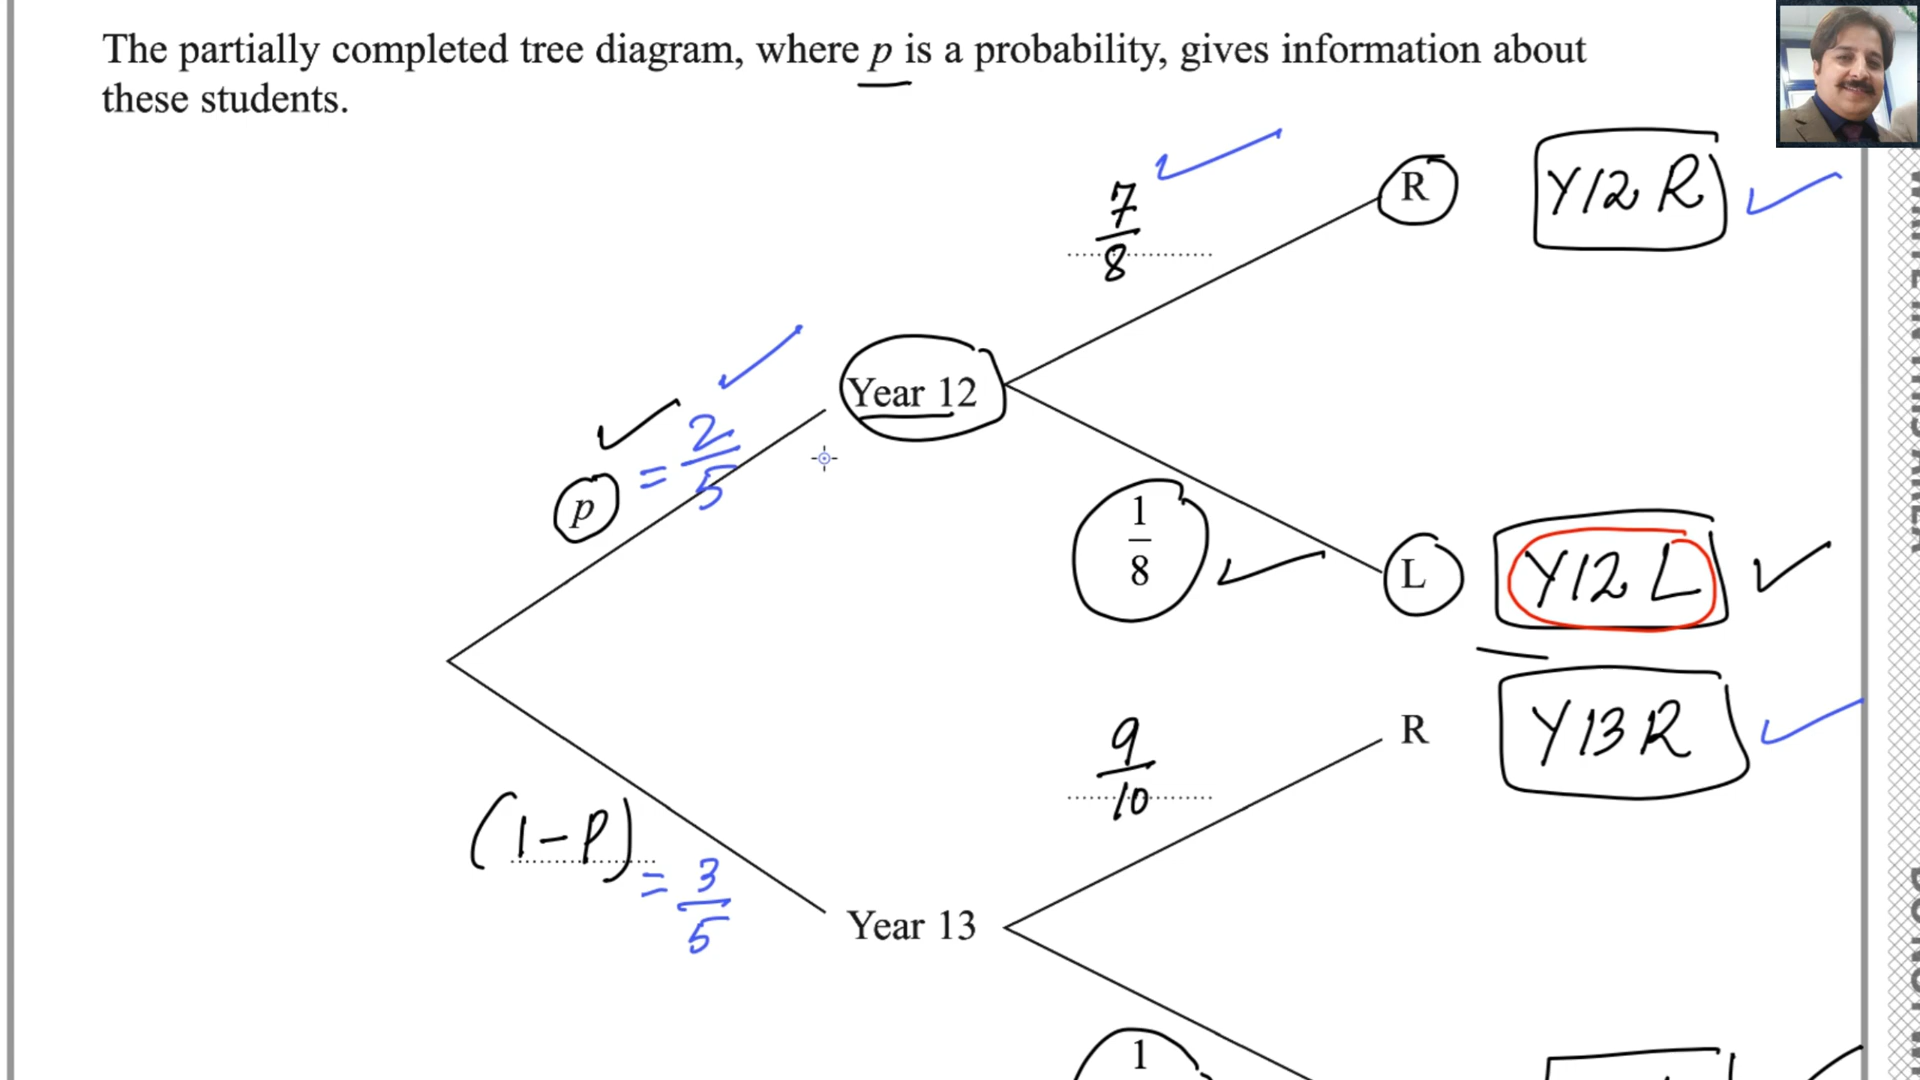 The partially completed tree diagram, where p is a probability, gives information about
these students.
7
8
R
Y12 R
Year 12
p = 2
5
1
8
L
Y12 L
9
10
R
Y13 R
(1-P) = 3
5
Year 13
1